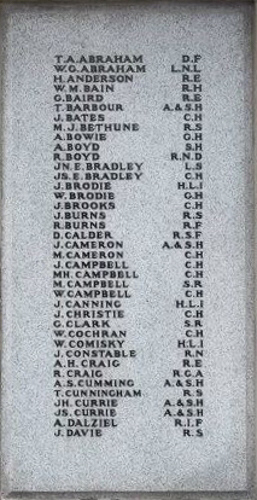 T.A.ABRAHAM D.F
W.G.ABRAHAM L.N.L
H.ANDERSON R.E
W.M.BAIN R.H
G.BAIRD R.E
T.BARBOUR A.&S.H
J.BATES C.H
M.J.BETHUNE R.S
A.BOWIE G.H
A.BOYD S.H
R.BOYD R.N.D
JN.E.BRADLEY L.S
JS.E.BRADLEY C.H
J.BRODIE H.L.I
W.BRODIE G.H
J.BROOKS C.H
J.BURNS R.S
R.BURNS R.F
D.CALDER R.S.F
J.CAMERON A.&S.H
M.CAMERON C.H
J.CAMPBELL C.H
MH.CAMPBELL C.H
M.CAMPBELL S.R
W.CAMPBELL C.H
J.CANNING H.L.I
J.CHRISTIE C.H
G.CLARK S.R
W.COCHRAN C.H
W.COMISKY H.L.I
J.CONSTABLE R.N
A.H.CRAIG R.E
R.CRAIG R.G.A
A.S.CUMMING A.&S.H
T.CUNNINGHAM R.S
JH.CURRIE A.&S.H
JS.CURRIE A.&S.H
A.DALZIEL R.I.F
J.DAVIE R.S